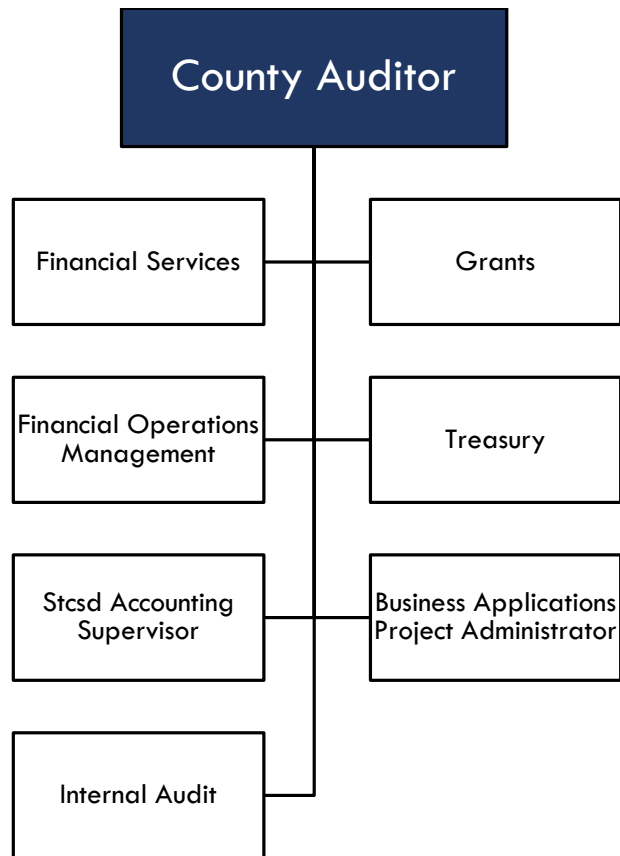 County Auditor
Financial Services
Grants
Financial Operations
Management
Treasury
Stcsd Accounting
Supervisor
Business Applications
Project Administrator
Internal Audit